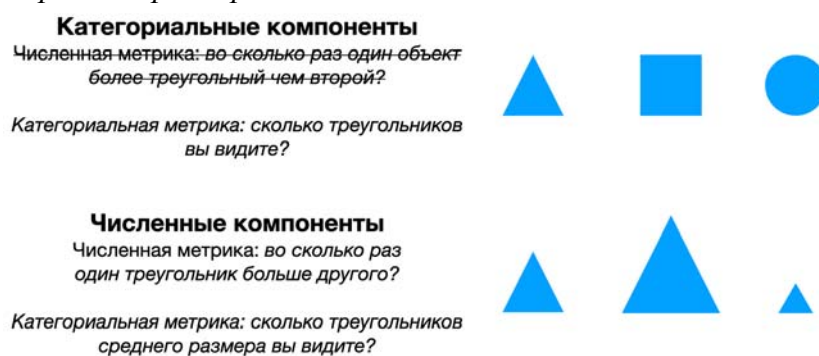 Категориальные компоненты
Численная метрика: во сколько раз один объект
более треугольный чем второй?
Категориальная метрика: сколько треугольников
вы видите?
Численные компоненты
Численная метрика: во сколько раз
один треугольник больше другого?
Категориальная метрика: сколько треугольников
среднего размера вы видите?